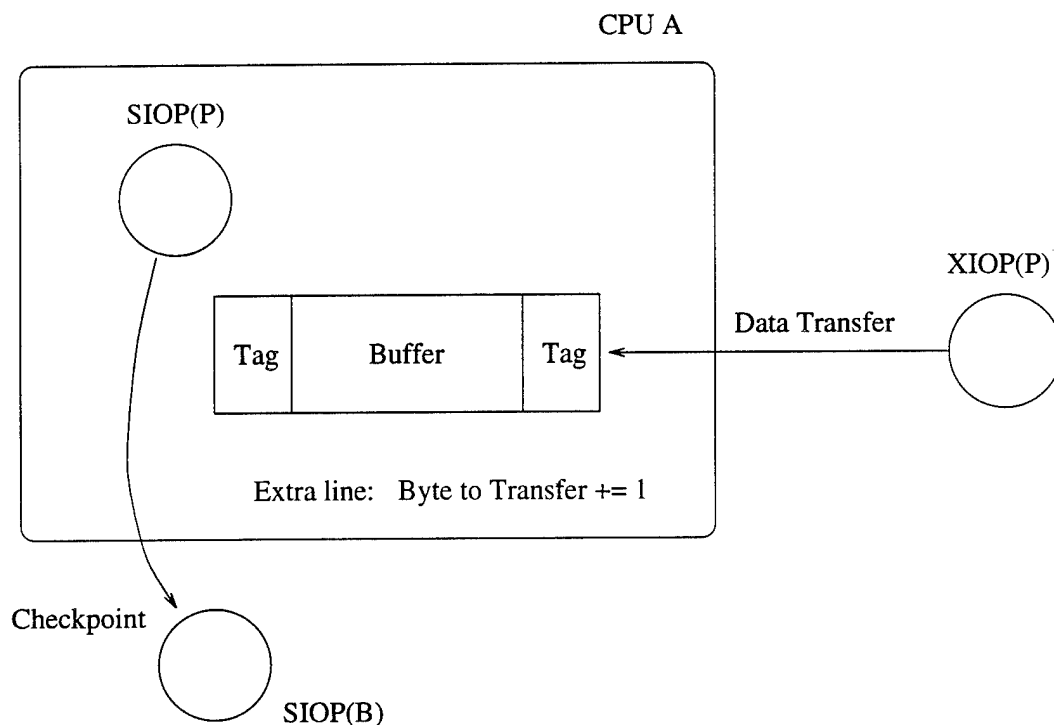 CPU A
SIOP(P)
XIOP(P)
Data Transfer
Tag Buffer Tag
Extra line: Byte to Transfer += 1
Checkpoint
SIOP(B)